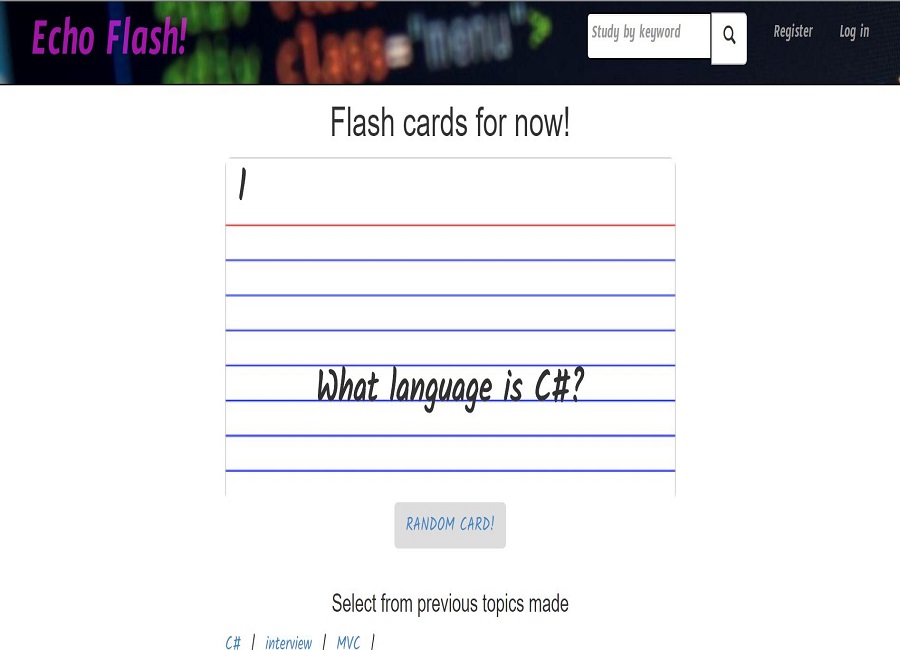 Echo Flash!
class "menu"
Study by keyword
Register
Log in
Flash cards for now!
1
What language is C#?
RANDOM CARD!
Select from previous topics made
C# | interview | MVC |